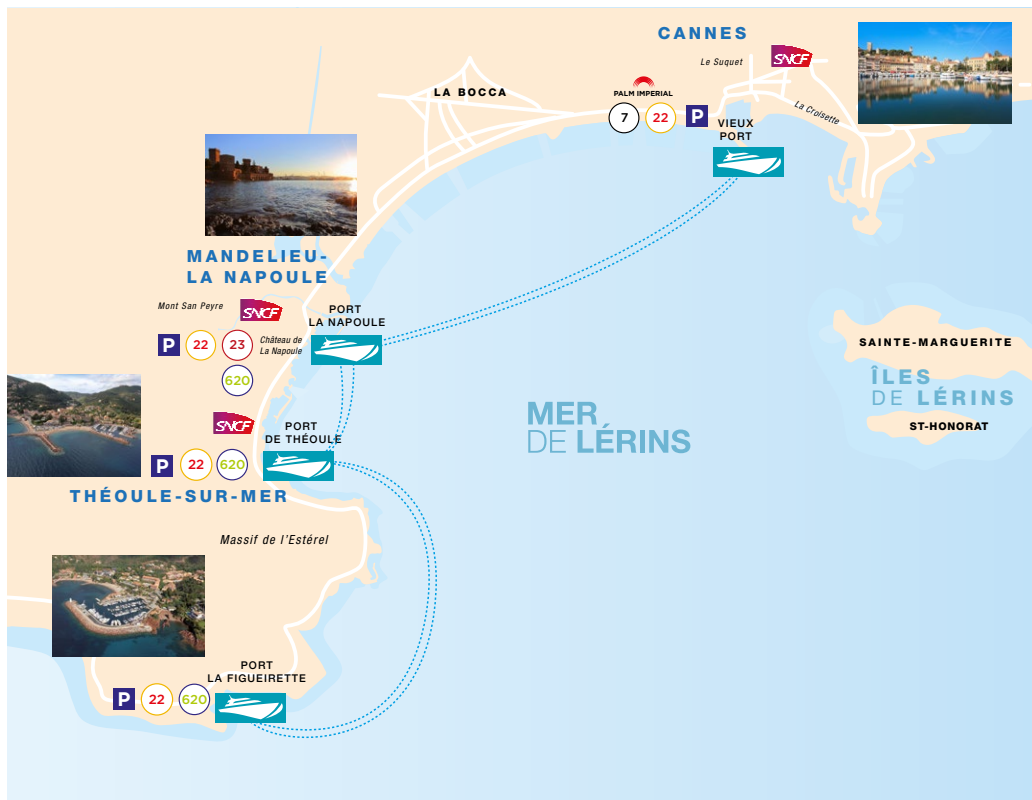 CANNES
Le Suquet
SNCF
La Croisette
LA BOCCA
PALM IMPERIAL
7
22
P
VIEUX
PORT
MANDELIEU-
LA NAPOULE
Mont San Peyre
SNCF
PORT
LA NAPOULE
P
22
23
Château de
La Napoule
620
SAINTE-MARGUERITE
ÎLES
DE LÉRINS
ST-HONORAT
MER
DE LÉRINS
SNCF
PORT
DE THÉOULE
P
22
620
THÉOULE-SUR-MER
Massif de l'Estérel
PORT
LA FIGUEIRETTE
P
22
620